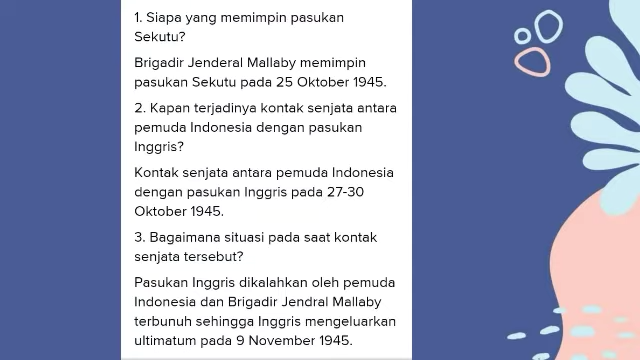 1. Siapa yang memimpin pasukan
Sekutu?
Brigadir Jenderal Mallaby memimpin
pasukan Sekutu pada 25 Oktober 1945.
2. Kapan terjadinya kontak senjata antara
pemuda Indonesia dengan pasukan
Inggris?
Kontak senjata antara pemuda Indonesia
dengan pasukan Inggris pada 27-30
Oktober 1945.
3. Bagaimana situasi pada saat kontak
senjata tersebut?
Pasukan Inggris dikalahkan oleh pemuda
Indonesia dan Brigadir Jendral Mallaby
terbunuh sehingga Inggris mengeluarkan
ultimatum pada 9 November 1945.